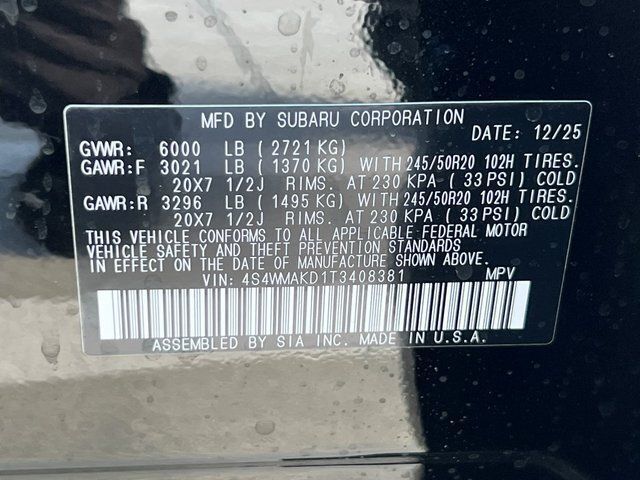 MFD BY SUBARU CORPORATION
DATE: 12/25
GVWR: 6000 LB ( 2721 KG)
GAWR:F 3021 LB ( 1370 KG) WITH 245/50R20 102H TIRES.
20X7 1/2J RIMS. AT 230 KPA ( 33 PSI) COLD
GAWR:R 3296 LB ( 1495 KG) WITH 245/50R20 102H TIRES.
20X7 1/2J RIMS. AT 230 KPA ( 33 PSI) COLD
THIS VEHICLE CONFORMS TO ALL APPLICABLE FEDERAL MOTOR
VEHICLE SAFETY AND THEFT PREVENTION STANDARDS
IN EFFECT ON THE DATE OF MANUFACTURE SHOWN ABOVE.
VIN: 4S4WMAKD1T3408381 MPV
ASSEMBLED BY SIA INC. MADE IN U.S.A.